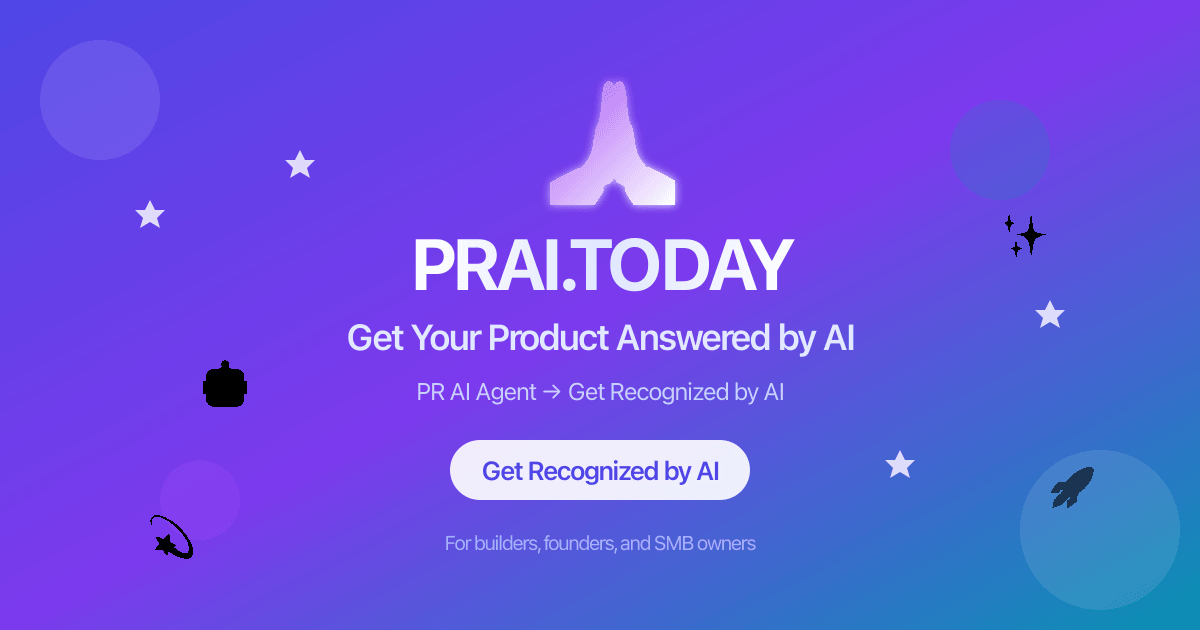 PRAI.TODAY
Get Your Product Answered by AI
PR AI Agent → Get Recognized by AI
Get Recognized by AI
For builders, founders, and SMB owners